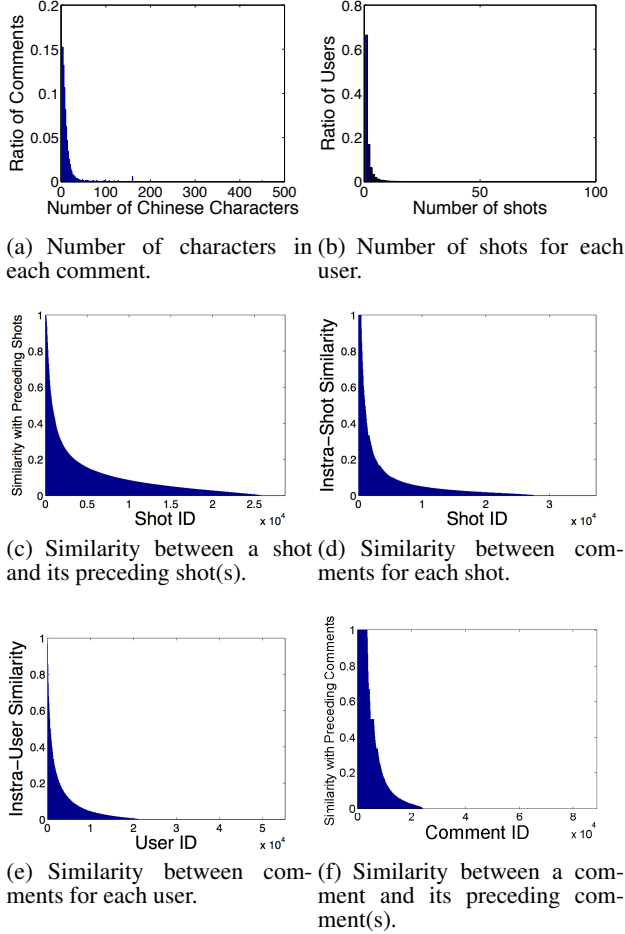 0.2
0.15
0.1
0.05
0
Ratio of Comments
0 100 200 300 400 500
Number of Chinese Characters
0.8
0.6
0.4
0.2
0
Ratio of Users
0 50 100
Number of shots
(a) Number of characters in
each comment.
(b) Number of shots for each
user.
1
0.8
0.6
0.4
0.2
0
Similarity with Preceding Shots
0 0.5 1 1.5 2 2.5
Shot ID
x 10⁴
1
0.8
0.6
0.4
0.2
0
Instra-Shot Similarity
0 1 2 3
Shot ID
x 10⁴
(c) Similarity between a shot
and its preceding shot(s).
(d) Similarity between com-
ments for each shot.
1
0.8
0.6
0.4
0.2
0
Instra-User Similarity
0 1 2 3 4 5
User ID
x 10⁴
1
0.8
0.6
0.4
0.2
0
Similarity with Preceding Comments
0 2 4 6 8
Comment ID
x 10⁴
(e) Similarity between com-
ments for each user.
(f) Similarity between a com-
ment and its preceding com-
ment(s).